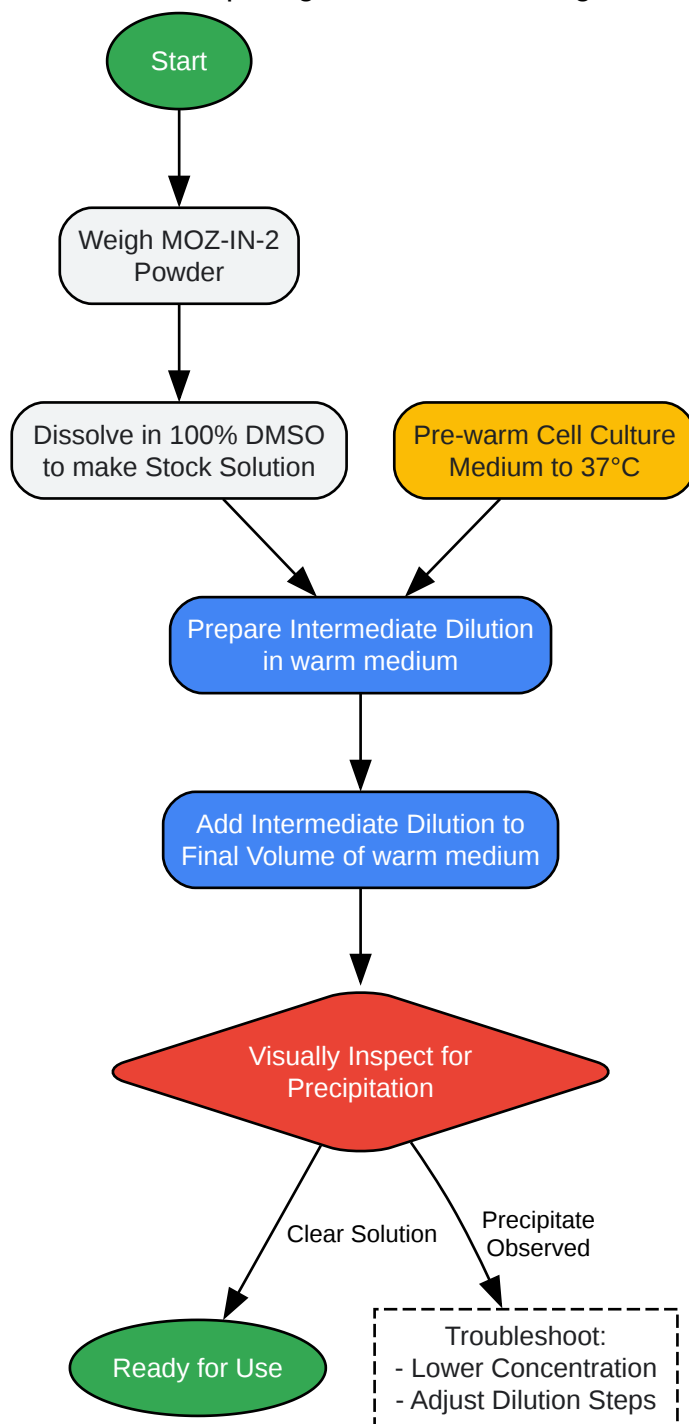 Start
Weigh MOZ-IN-2
Powder
Dissolve in 100% DMSO
to make Stock Solution
Pre-warm Cell Culture
Medium to 37°C
Prepare Intermediate Dilution
in warm medium
Add Intermediate Dilution to
Final Volume of warm medium
Visually Inspect for
Precipitation
Clear Solution
Precipitate
Observed
Ready for Use
Troubleshoot:
- Lower Concentration
- Adjust Dilution Steps